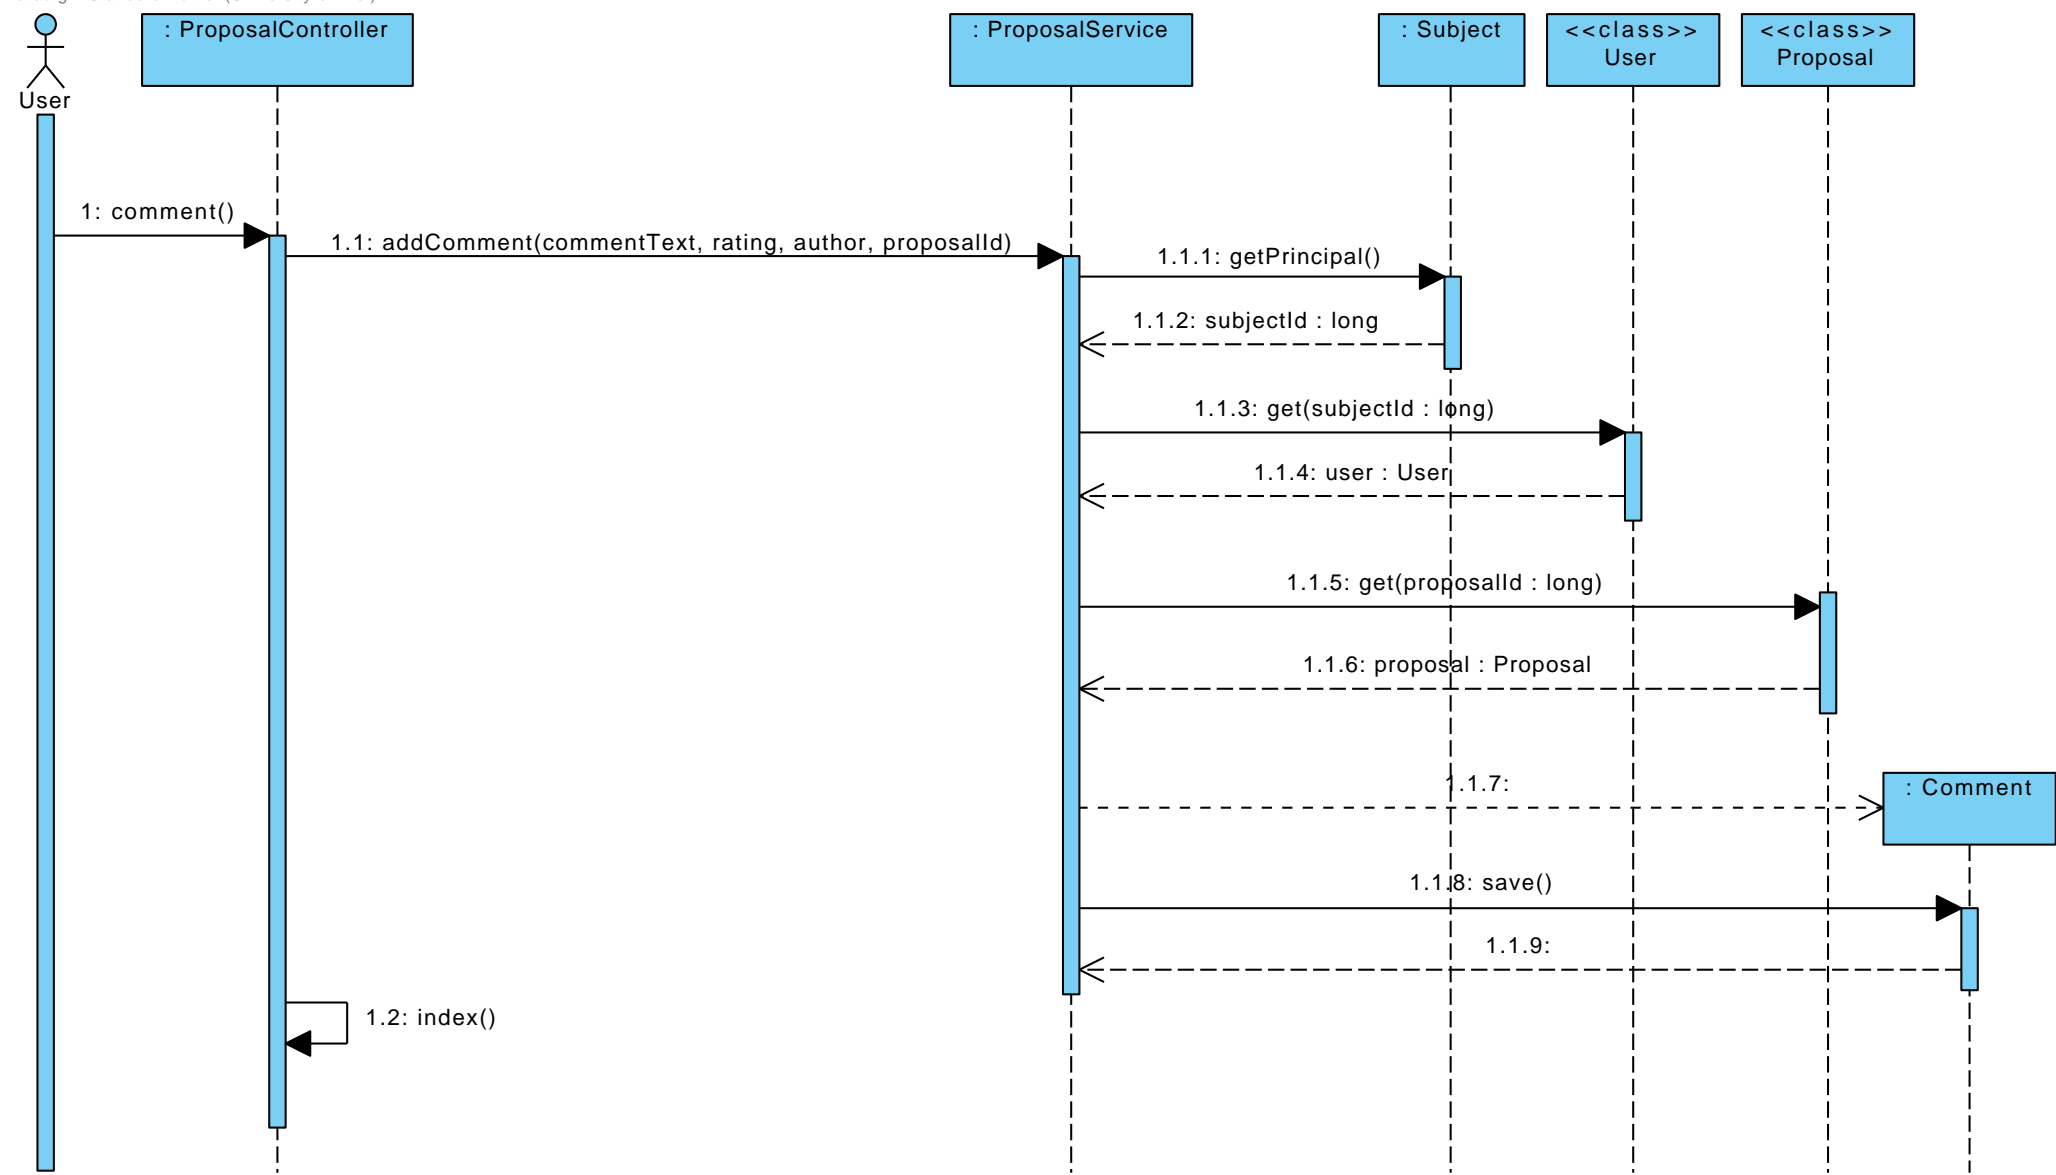 : ProposalController
: ProposalService
: Subject
<<class>>
User
<<class>>
Proposal
User
1: comment()
1.1: addComment(commentText, rating, author, proposalId)
1.1.1: getPrincipal()
1.1.2: subjectId : long
1.1.3: get(subjectId : long)
1.1.4: user : User
1.1.5: get(proposalId : long)
1.1.6: proposal : Proposal
1.1.7:
: Comment
1.1.8: save()
1.1.9:
1.2: index()